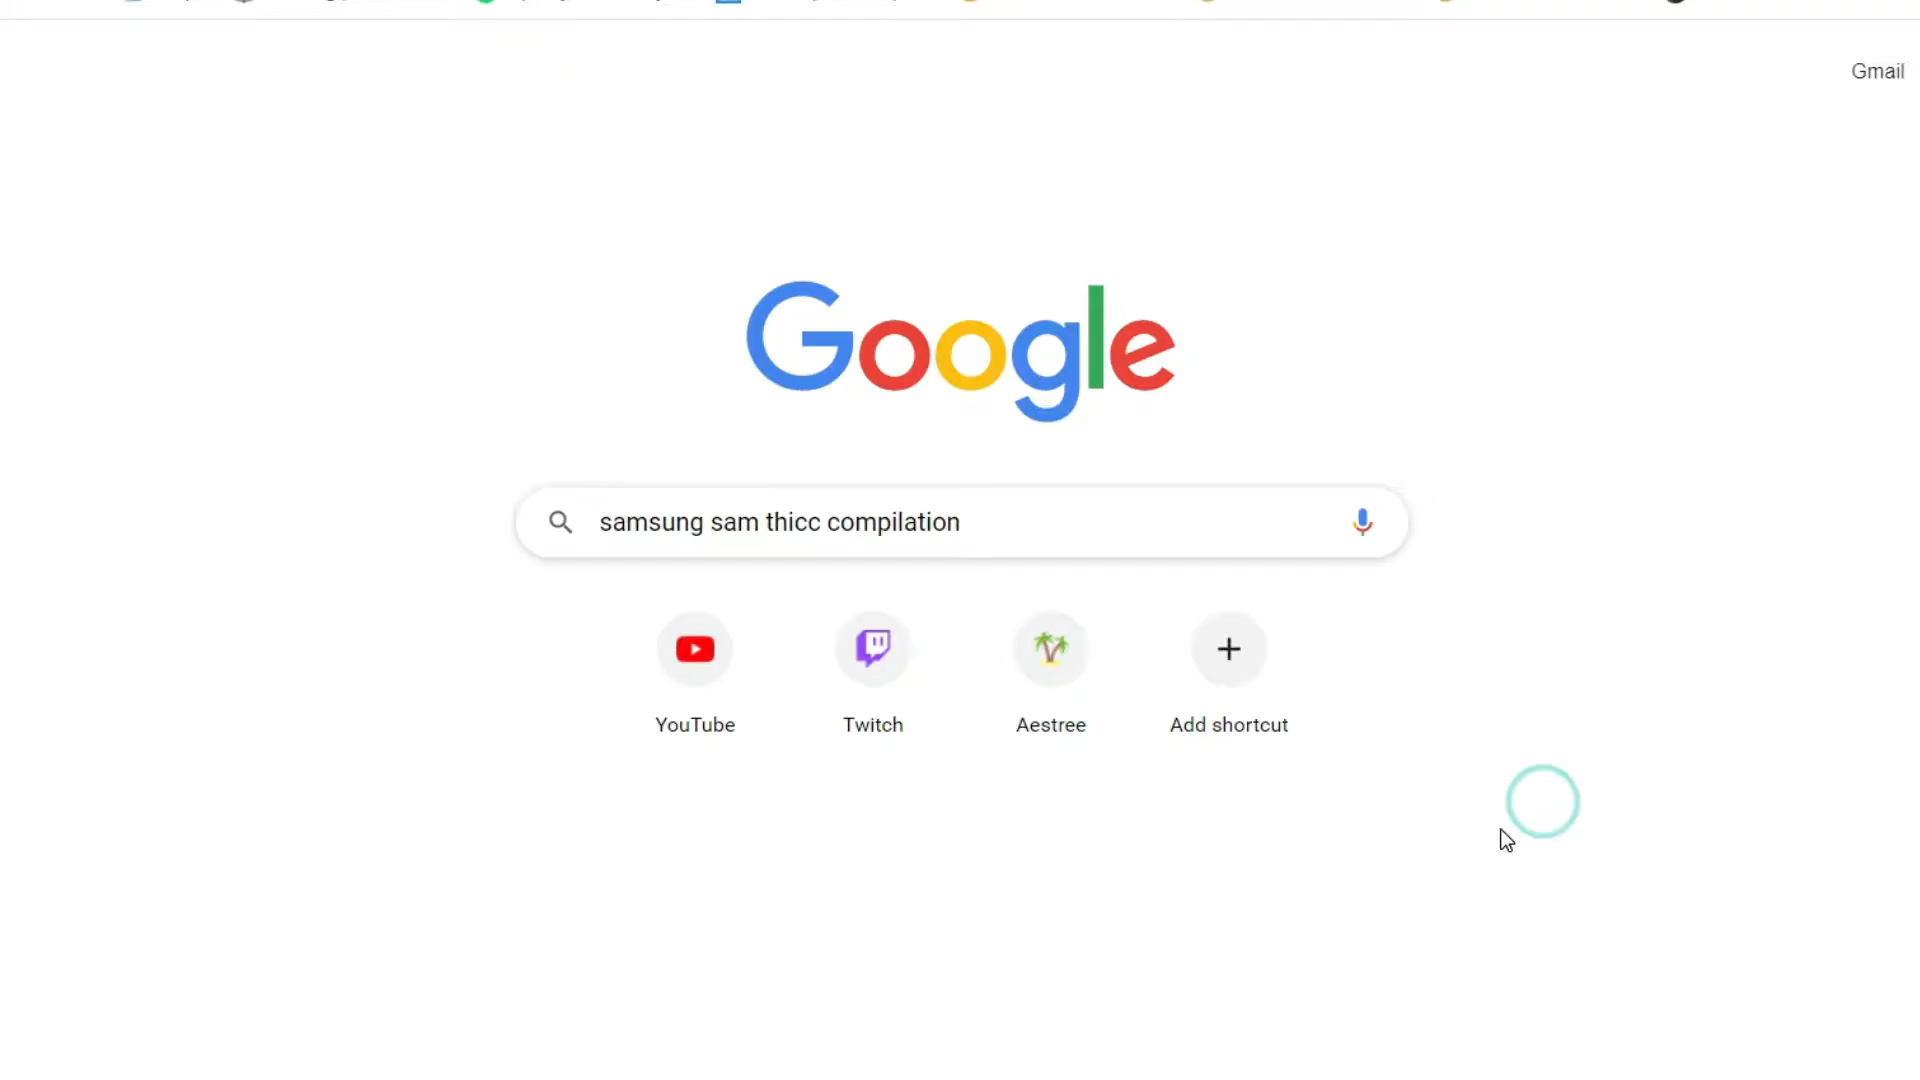 Gmail
Google
samsung sam thicc compilation
YouTube
Twitch
Aestree
Add shortcut